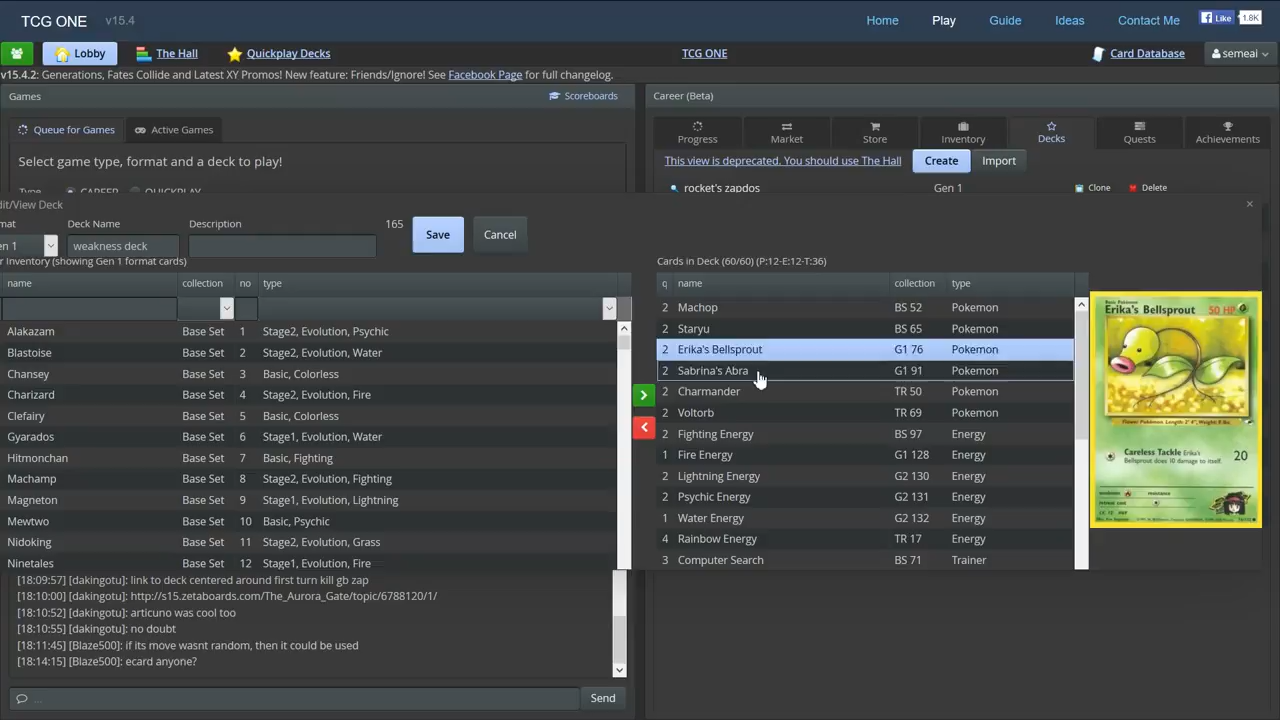 TCG ONE v15.4 Home Play Guide Ideas Contact Me Like 1.8K
Lobby The Hall Quickplay Decks TCG ONE Card Database semeai
v15.4.2: Generations, Fates Collide and Latest XY Promos! New feature: Friends/Ignore! See Facebook Page for full changelog.
Games Scoreboards Career (Beta)
Queue for Games Active Games Progress Market Store Inventory Decks Quests Achievements
Select game type, format and a deck to play! This view is deprecated. You should use The Hall Create Import
Type CAREER QUICKPLAY rocket's zapdos Gen 1 Clone Delete
dit/View Deck
mat Deck Name Description 165 Save Cancel
en 1 weakness deck
r Inventory (showing Gen 1 format cards) Cards in Deck (60/60) (P:12-E:12-T:36)
name collection no type q name collection type
Alakazam Base Set 1 Stage2, Evolution, Psychic
Blastoise Base Set 2 Stage2, Evolution, Water
Chansey Base Set 3 Basic, Colorless
Charizard Base Set 4 Stage2, Evolution, Fire
Clefairy Base Set 5 Basic, Colorless
Gyarados Base Set 6 Stage1, Evolution, Water
Hitmonchan Base Set 7 Basic, Fighting
Machamp Base Set 8 Stage2, Evolution, Fighting
Magneton Base Set 9 Stage1, Evolution, Lightning
Mewtwo Base Set 10 Basic, Psychic
Nidoking Base Set 11 Stage2, Evolution, Grass
Ninetales Base Set 12 Stage1, Evolution, Fire
2 Machop BS 52 Pokemon
2 Staryu BS 65 Pokemon
2 Erika's Bellsprout G1 76 Pokemon
2 Sabrina's Abra G1 91 Pokemon
2 Charmander TR 50 Pokemon
2 Voltorb TR 69 Pokemon
2 Fighting Energy BS 97 Energy
1 Fire Energy G1 128 Energy
2 Lightning Energy G2 130 Energy
2 Psychic Energy G2 131 Energy
1 Water Energy G2 132 Energy
4 Rainbow Energy TR 17 Energy
3 Computer Search BS 71 Trainer
Erika's Bellsprout 50 HP
Careless Tackle Erika's
Bellsprout does 10 damage to itself. 20
[18:09:57] [dakingotu]: link to deck centered around first turn kill gb zap
[18:10:00] [dakingotu]: http://s15.zetaboards.com/The_Aurora_Gate/topic/6788120/1/
[18:10:52] [dakingotu]: articuno was cool too
[18:10:55] [dakingotu]: no doubt
[18:11:45] [Blaze500]: if its move wasnt random, then it could be used
[18:14:15] [Blaze500]: ecard anyone?
... Send